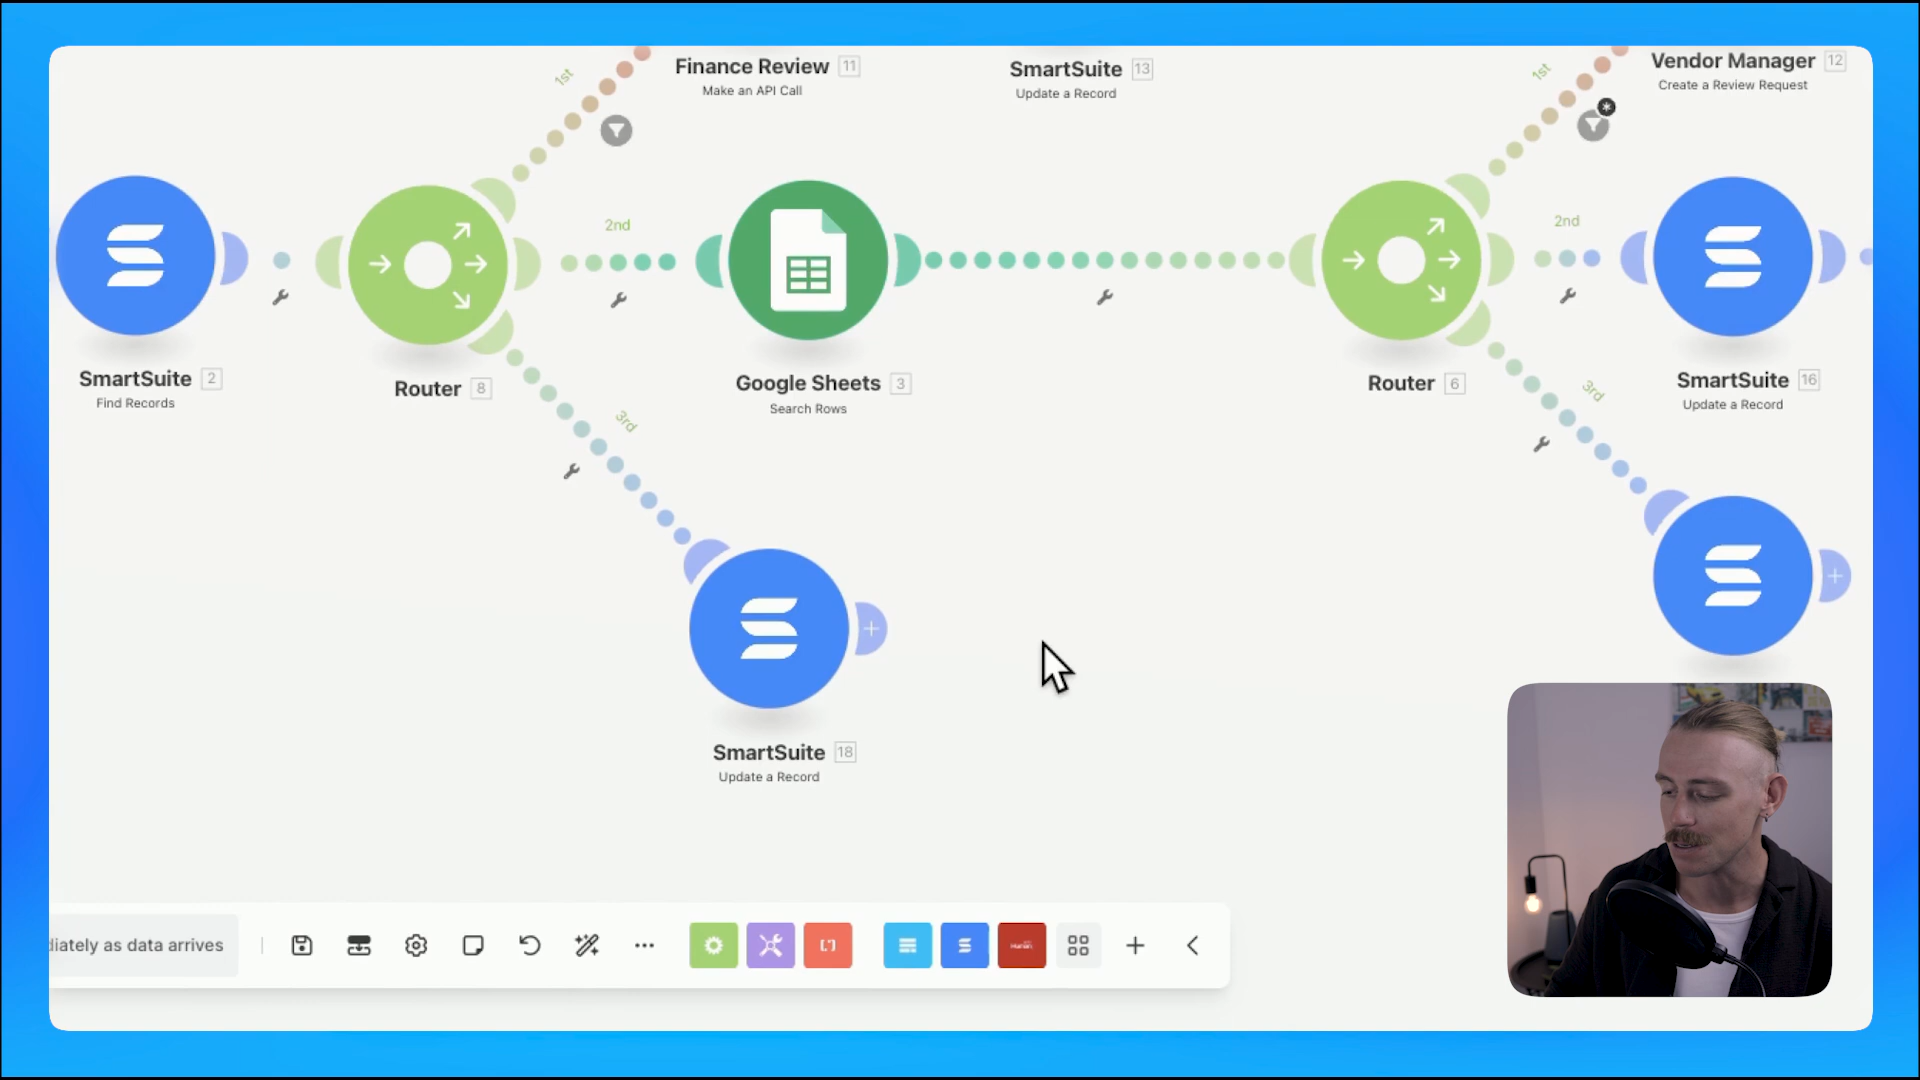 Finance Review 11
Make an API Call
SmartSuite 13
Update a Record
Vendor Manager 12
Create a Review Request
1st
1st
2nd
2nd
SmartSuite 2
Find Records
Router 8
Google Sheets 3
Search Rows
Router 6
SmartSuite 16
Update a Record
3rd
3rd
SmartSuite 18
Update a Record
diately as data arrives